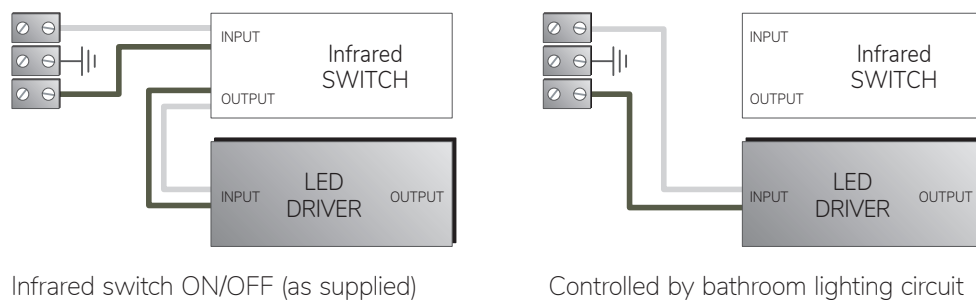 INPUT
Infrared
SWITCH
OUTPUT
INPUT
LED
DRIVER
OUTPUT
Infrared switch ON/OFF (as supplied)
INPUT
Infrared
SWITCH
OUTPUT
INPUT
LED
DRIVER
OUTPUT
Controlled by bathroom lighting circuit